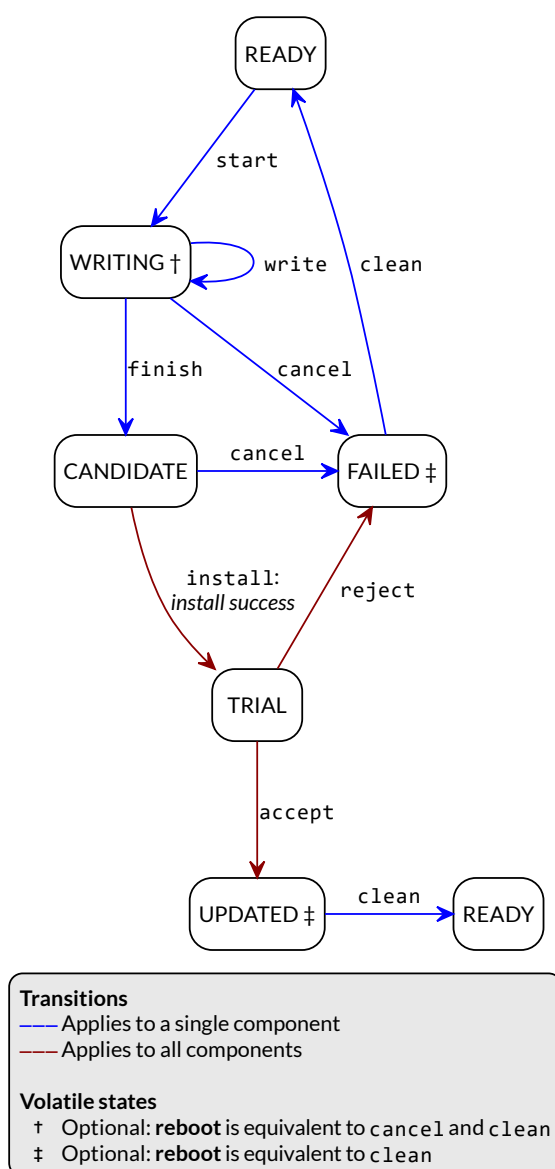 READY
start
WRITING †
write
clean
finish
cancel
CANDIDATE
cancel
FAILED ‡
install:
install success
reject
TRIAL
accept
UPDATED ‡
clean
READY
Transitions
——— Applies to a single component
——— Applies to all components
Volatile states
† Optional: reboot is equivalent to cancel and clean
‡ Optional: reboot is equivalent to clean